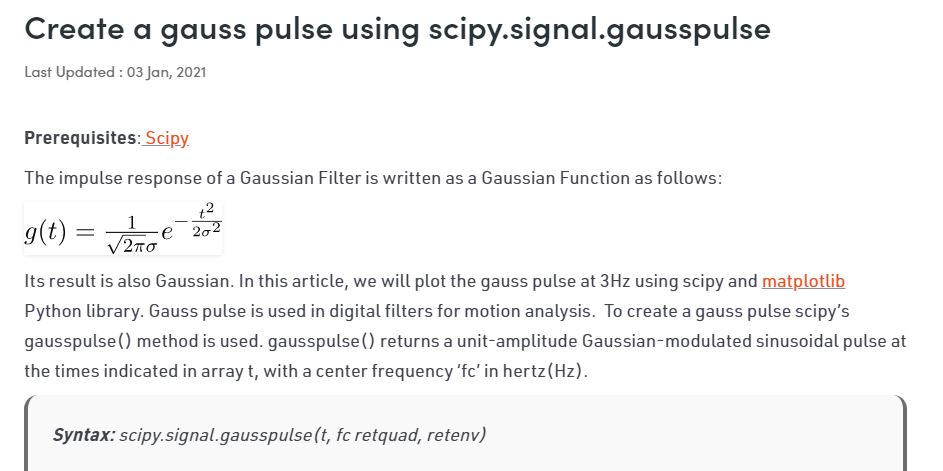 Create a gauss pulse using scipy.signal.gausspulse
Last Updated : 03 Jan, 2021
Prerequisites: Scipy
The impulse response of a Gaussian Filter is written as a Gaussian Function as follows:
g(t) = \frac{1}{\sqrt{2\pi}\sigma} e^{-\frac{t^2}{2\sigma^2}}
Its result is also Gaussian. In this article, we will plot the gauss pulse at 3Hz using scipy and matplotlib
Python library. Gauss pulse is used in digital filters for motion analysis.  To create a gauss pulse scipy’s
gausspulse() method is used. gausspulse() returns a unit-amplitude Gaussian-modulated sinusoidal pulse at
the times indicated in array t, with a center frequency ‘fc’ in hertz(Hz).
Syntax: scipy.signal.gausspulse(t, fc retquad, retenv)